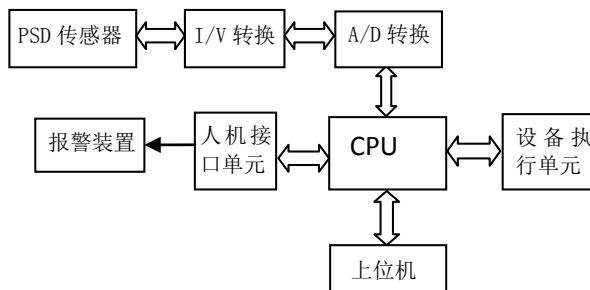 PSD 传感器
I/V 转换
A/D 转换
报警装置
人机接
口单元
CPU
设备执
行单元
上位机